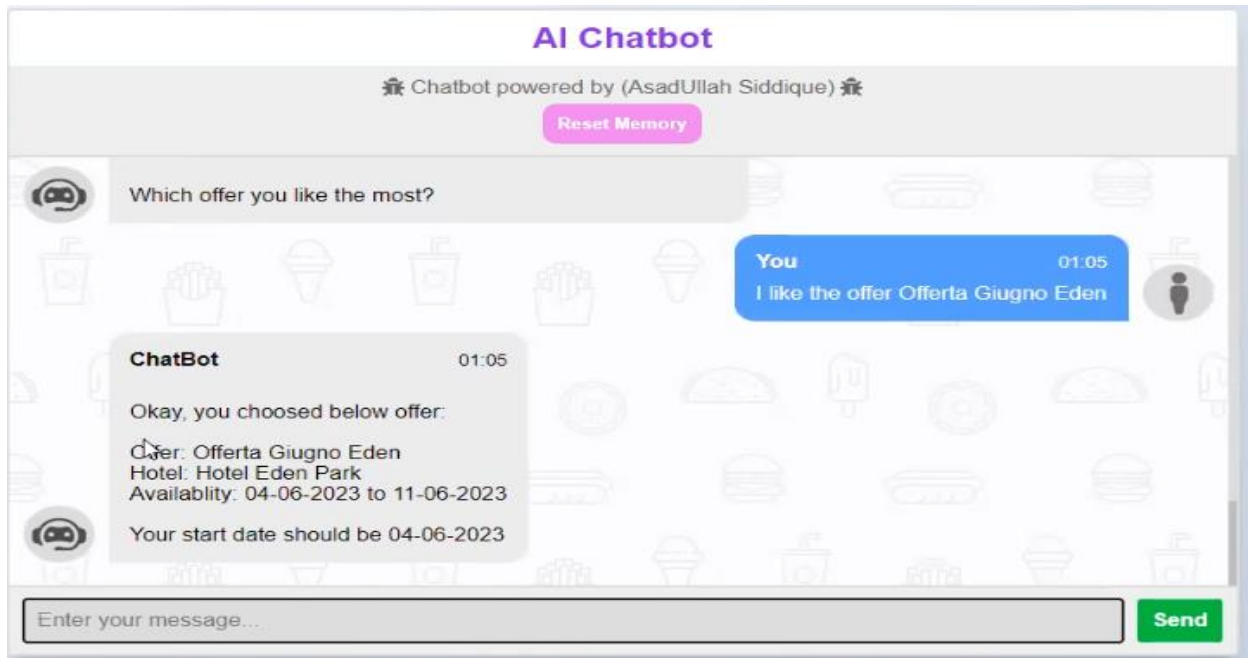 AI Chatbot
Chatbot powered by (AsadUllah Siddique)
Reset Memory
Which offer you like the most?
You 01:05
I like the offer Offerta Giugno Eden
ChatBot 01:05
Okay, you choosed below offer:
Offer: Offerta Giugno Eden
Hotel: Hotel Eden Park
Availablity: 04-06-2023 to 11-06-2023
Your start date should be 04-06-2023
Enter your message...
Send